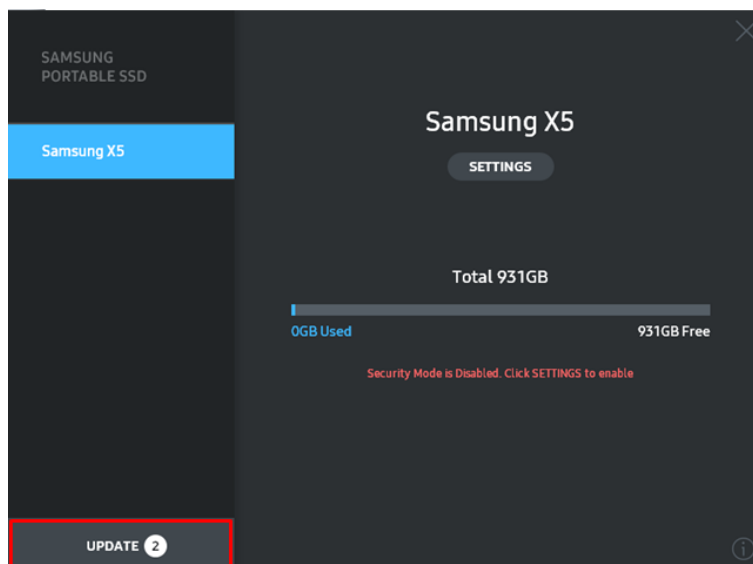 SAMSUNG
PORTABLE SSD
Samsung X5
Samsung X5
SETTINGS
Total 931GB
0GB Used
931GB Free
Security Mode is Disabled. Click SETTINGS to enable
UPDATE 2